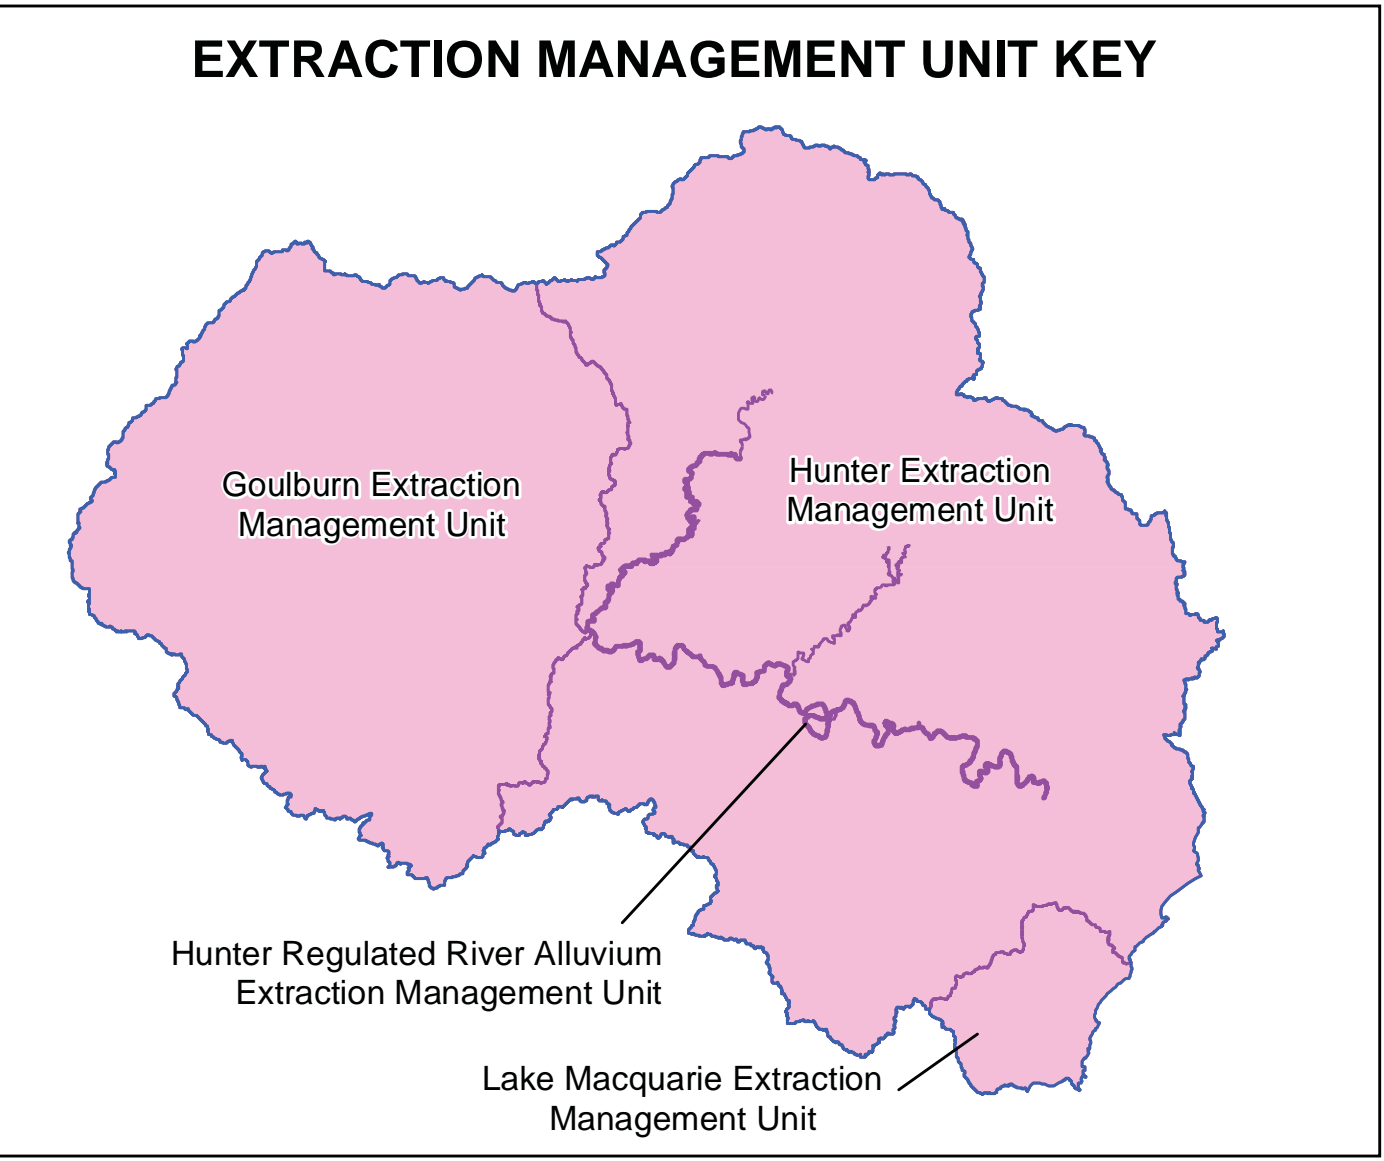 EXTRACTION MANAGEMENT UNIT KEY
Goulburn Extraction
Management Unit
Hunter Extraction
Management Unit
Hunter Regulated River Alluvium
Extraction Management Unit
Lake Macquarie Extraction
Management Unit